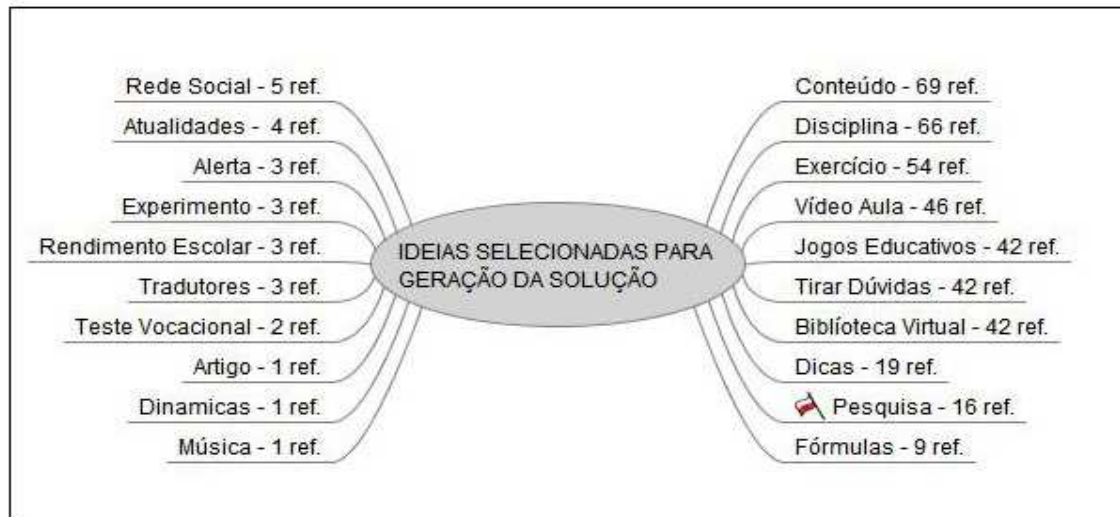 Rede Social - 5 ref.
Atualidades - 4 ref.
Alerta - 3 ref.
Experimento - 3 ref.
Rendimento Escolar - 3 ref.
Tradutores - 3 ref.
Teste Vocacional - 2 ref.
Artigo - 1 ref.
Dinamicas - 1 ref.
Música - 1 ref.
IDEIAS SELECIONADAS PARA
GERAÇÃO DA SOLUÇÃO
Conteúdo - 69 ref.
Disciplina - 66 ref.
Exercício - 54 ref.
Vídeo Aula - 46 ref.
Jogos Educativos - 42 ref.
Tirar Dúvidas - 42 ref.
Biblíoteca Virtual - 42 ref.
Dicas - 19 ref.
Pesquisa - 16 ref.
Fórmulas - 9 ref.